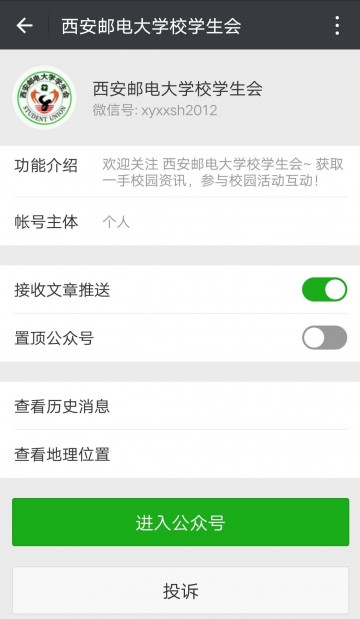 西安邮电大学校学生会
西安邮电大学学生会
STUDENT UNION
西安邮电大学校学生会
微信号: xyxxsh2012
功能介绍
欢迎关注 西安邮电大学校学生会~ 获取
一手校园资讯，参与校园活动互动！
帐号主体
个人
接收文章推送
置顶公众号
查看历史消息
查看地理位置
进入公众号
投诉